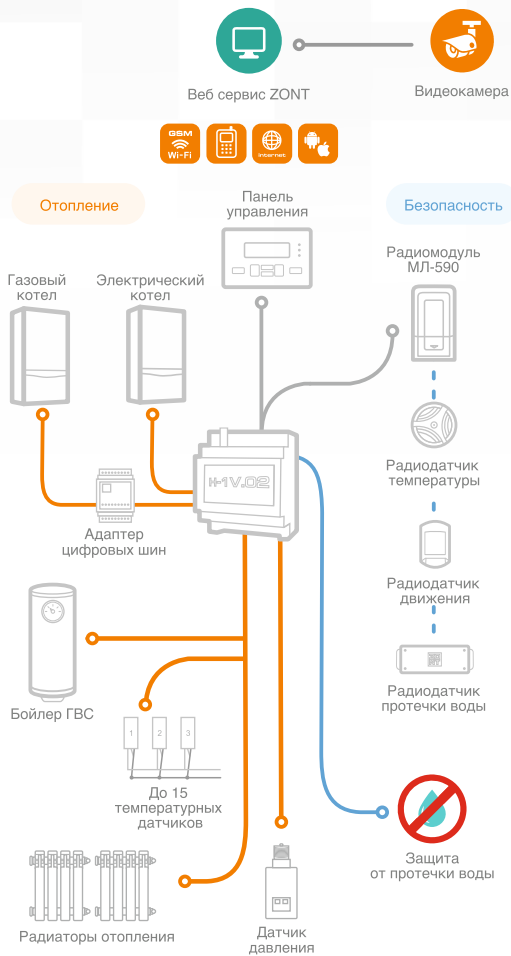 Веб сервис ZONT
Видеокамера
GSM
Wi-Fi
internet
Отопление
Безопасность
Панель
управления
Радиомодуль
МЛ-590
Газовый
котел
Электрический
котел
H-1V.02
Радиодатчик
температуры
Адаптер
цифровых шин
Радиодатчик
движения
Бойлер ГВС
Радиодатчик
протечки воды
1 2 3
До 15
температурных
датчиков
Защита
от протечки воды
Радиаторы отопления
Датчик
давления